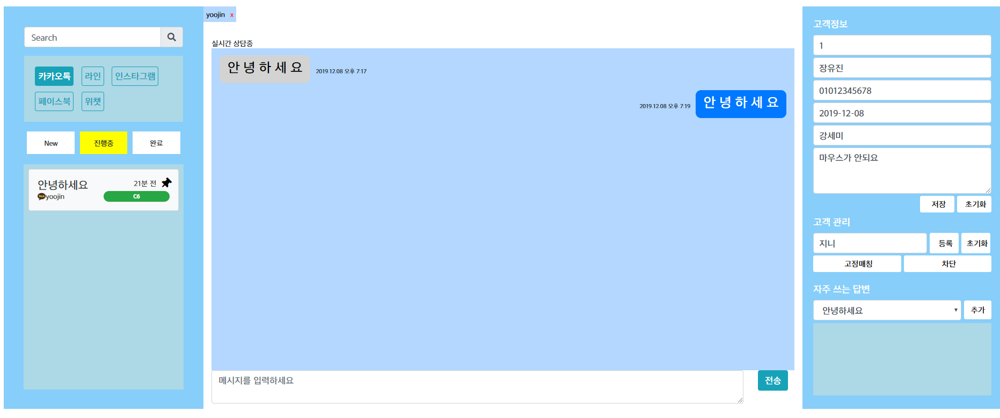 Search
카카오톡 라인 인스타그램
페이스북 위챗
New 진행중 완료
안녕하세요 21분 전
TALK yoojin C6
yoojin x
실시간 상담중
안 녕 하 세 요 2019.12.08 오후 7:17
2019.12.08 오후 7:19 안 녕 하 세 요
메시지를 입력하세요 전송
고객정보
1
장유진
01012345678
2019-12-08
강세미
마우스가 안되요
저장 초기화
고객 관리
지니 등록 초기화
고정매칭 차단
자주 쓰는 답변
안녕하세요 추가